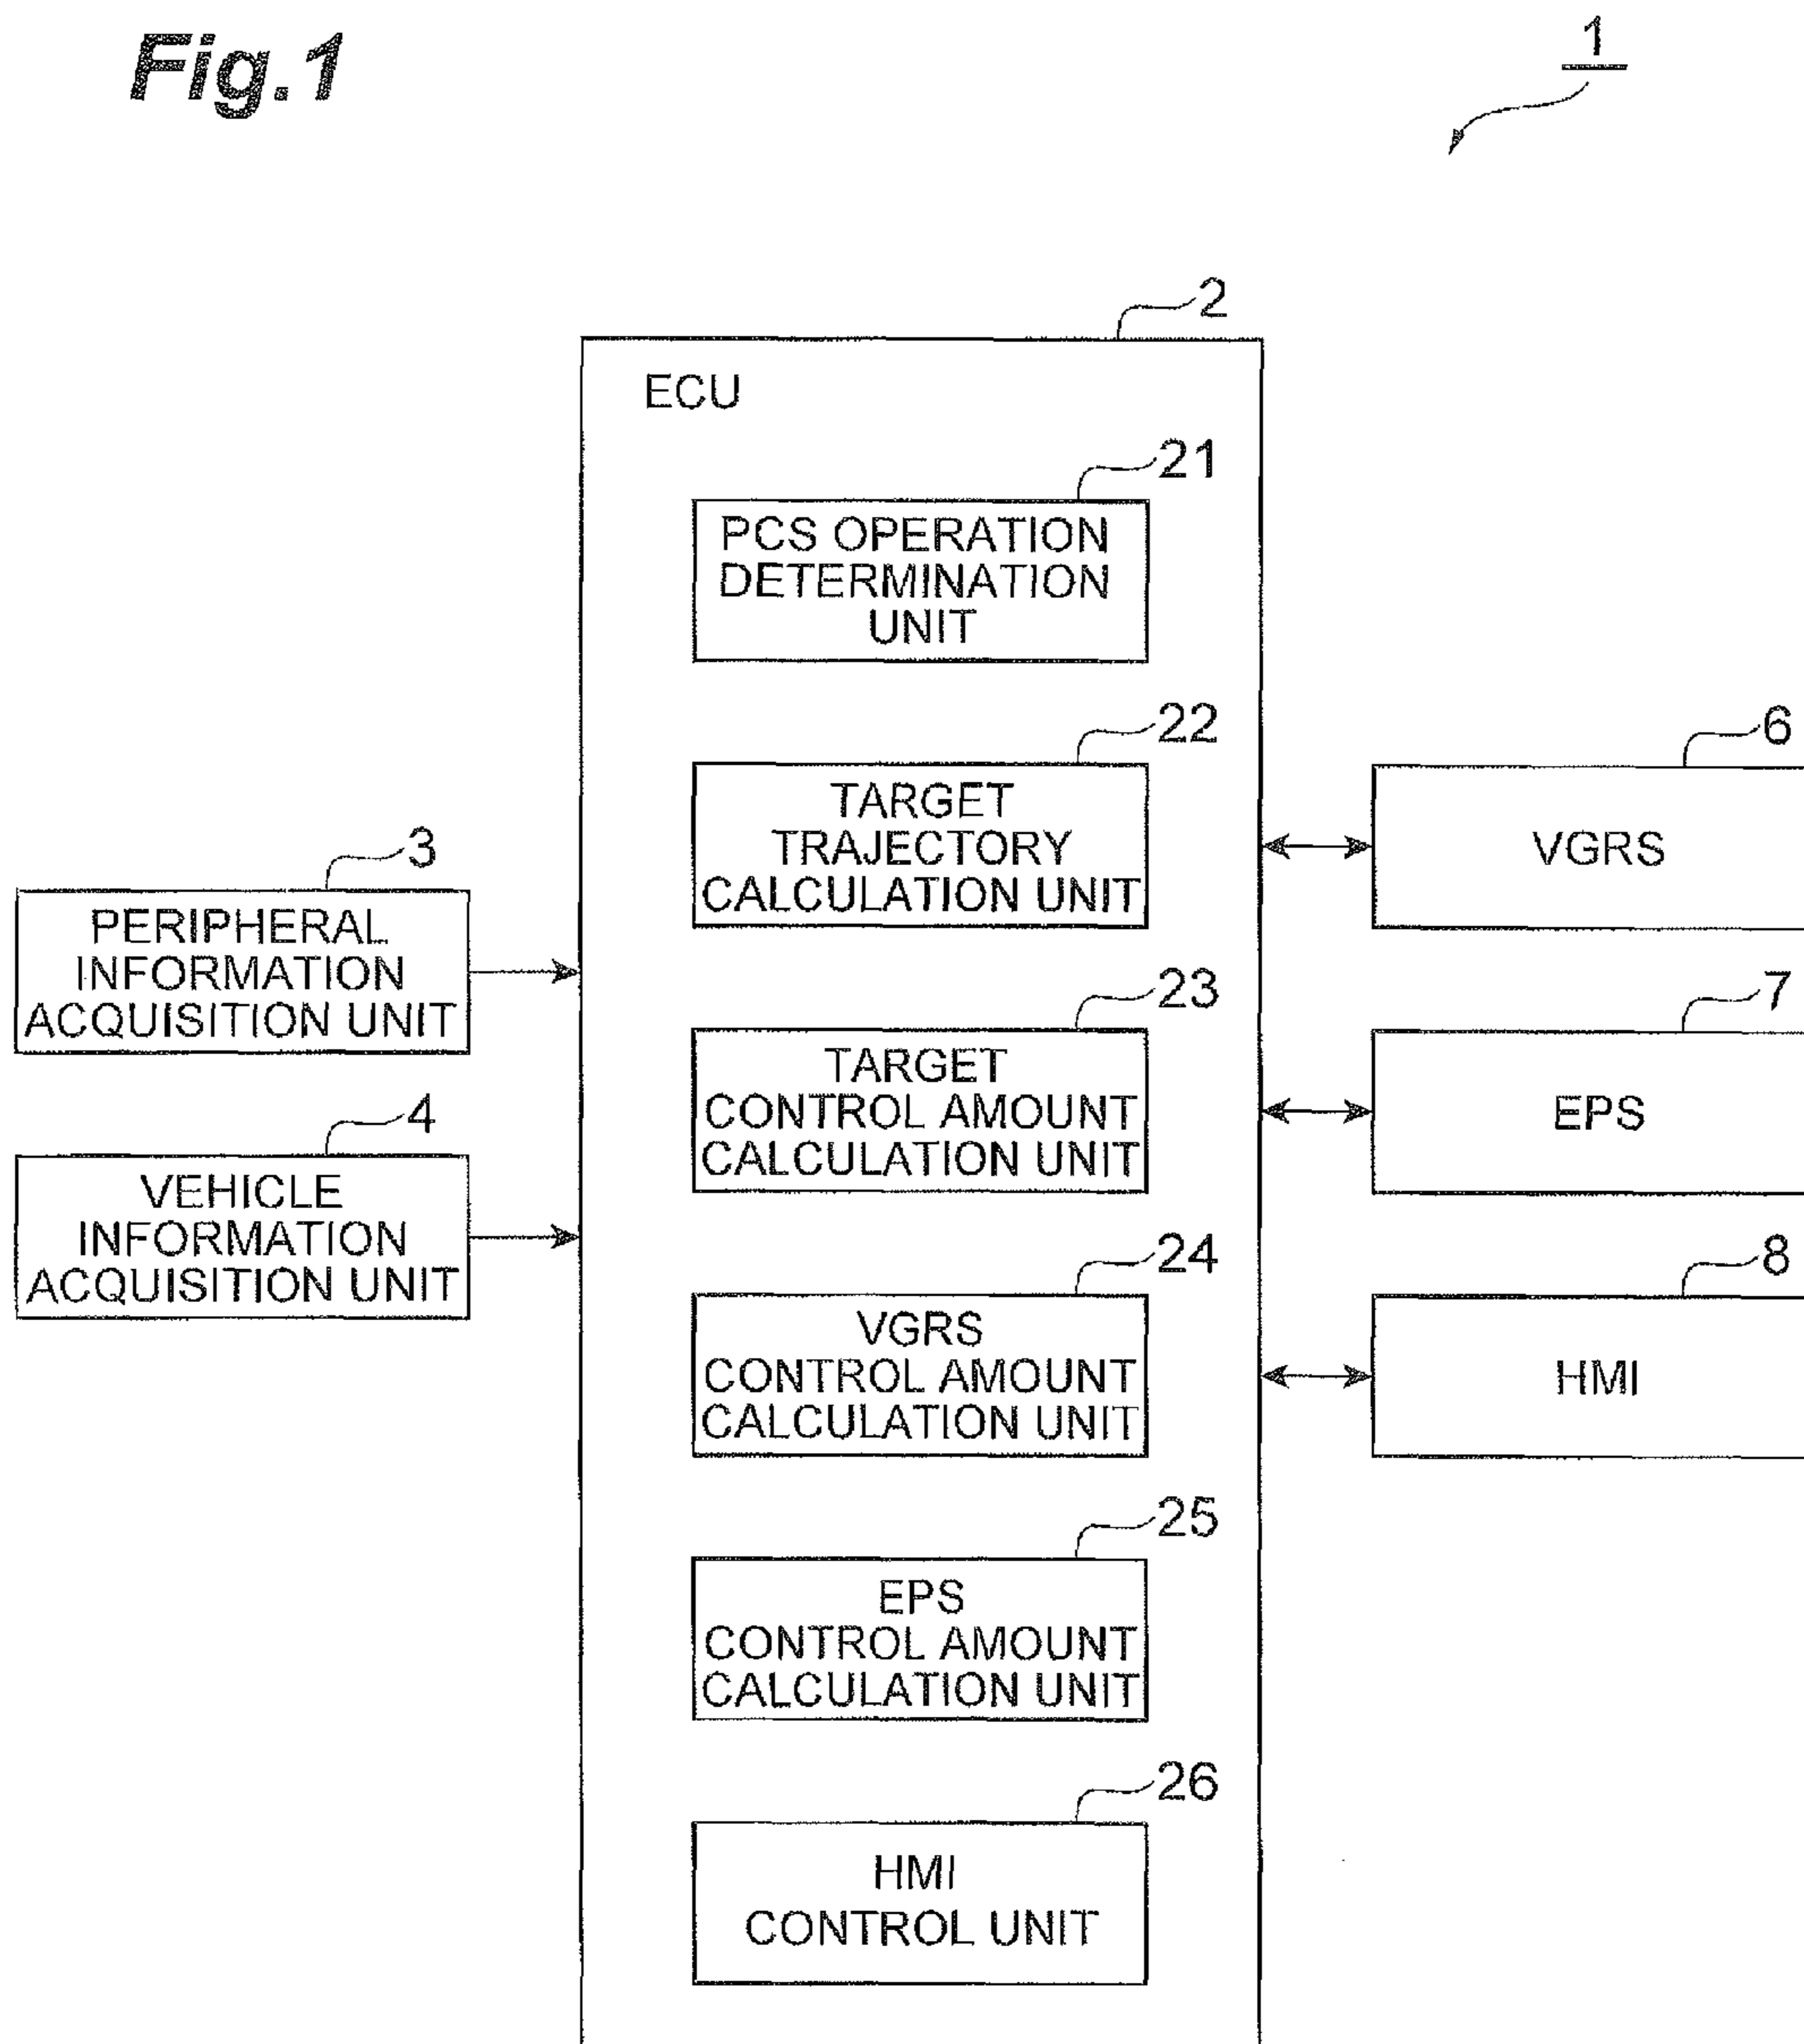 Fig.1
1
2
ECU
21
PCS OPERATION
DETERMINATION
UNIT
22
TARGET
TRAJECTORY
CALCULATION UNIT
23
TARGET
CONTROL AMOUNT
CALCULATION UNIT
24
VGRS
CONTROL AMOUNT
CALCULATION UNIT
25
EPS
CONTROL AMOUNT
CALCULATION UNIT
26
HMI
CONTROL UNIT
3
PERIPHERAL
INFORMATION
ACQUISITION UNIT
4
VEHICLE
INFORMATION
ACQUISITION UNIT
6
VGRS
7
EPS
8
HMI